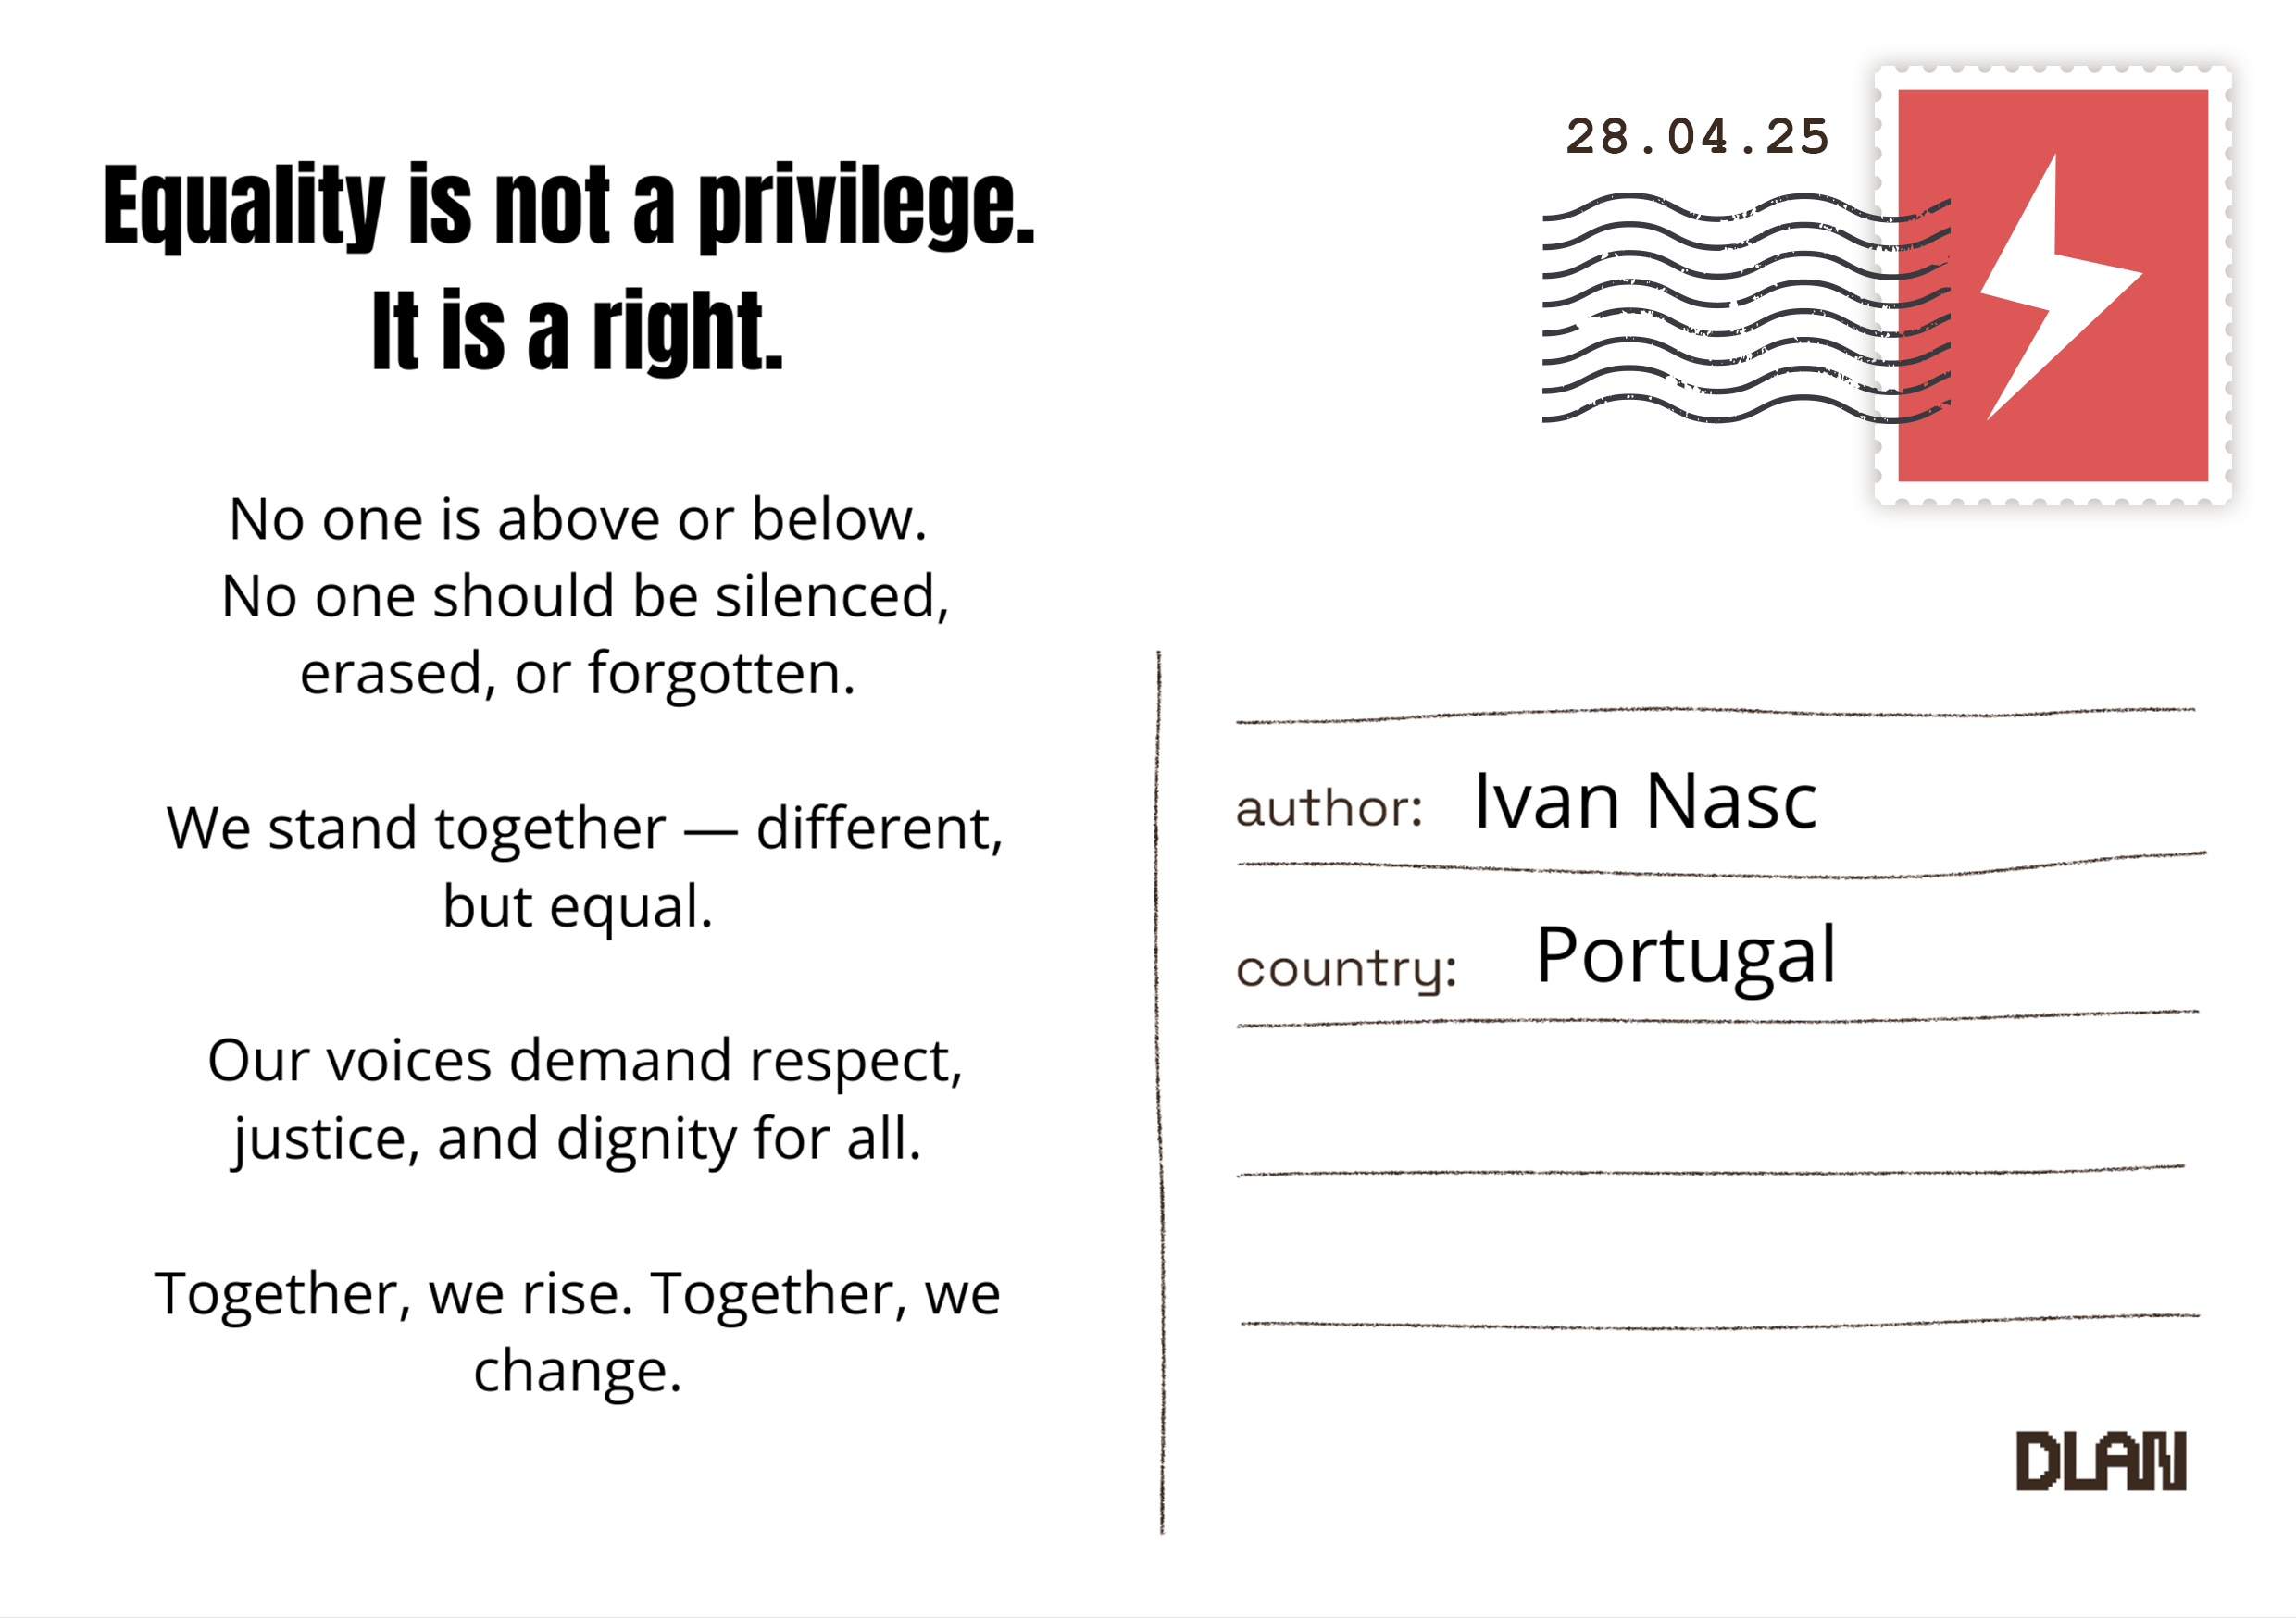 Equality is not a privilege.
It is a right.
No one is above or below.
No one should be silenced,
erased, or forgotten.
We stand together — different,
but equal.
Our voices demand respect,
justice, and dignity for all.
Together, we rise. Together, we
change.
28.04.25
author: Ivan Nasc
country: Portugal
DLAN